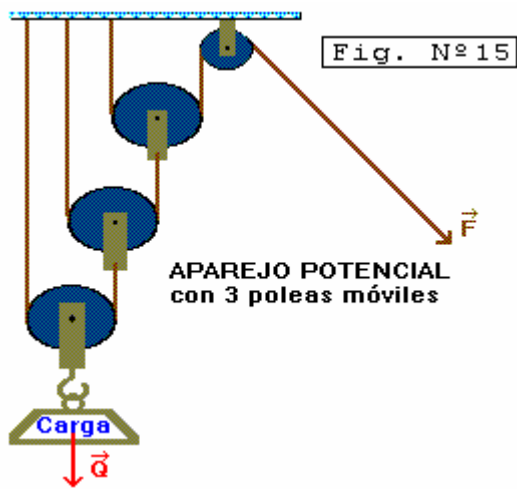 Fig. Nº15
F
APAREJO POTENCIAL
con 3 poleas móviles
Carga
Q